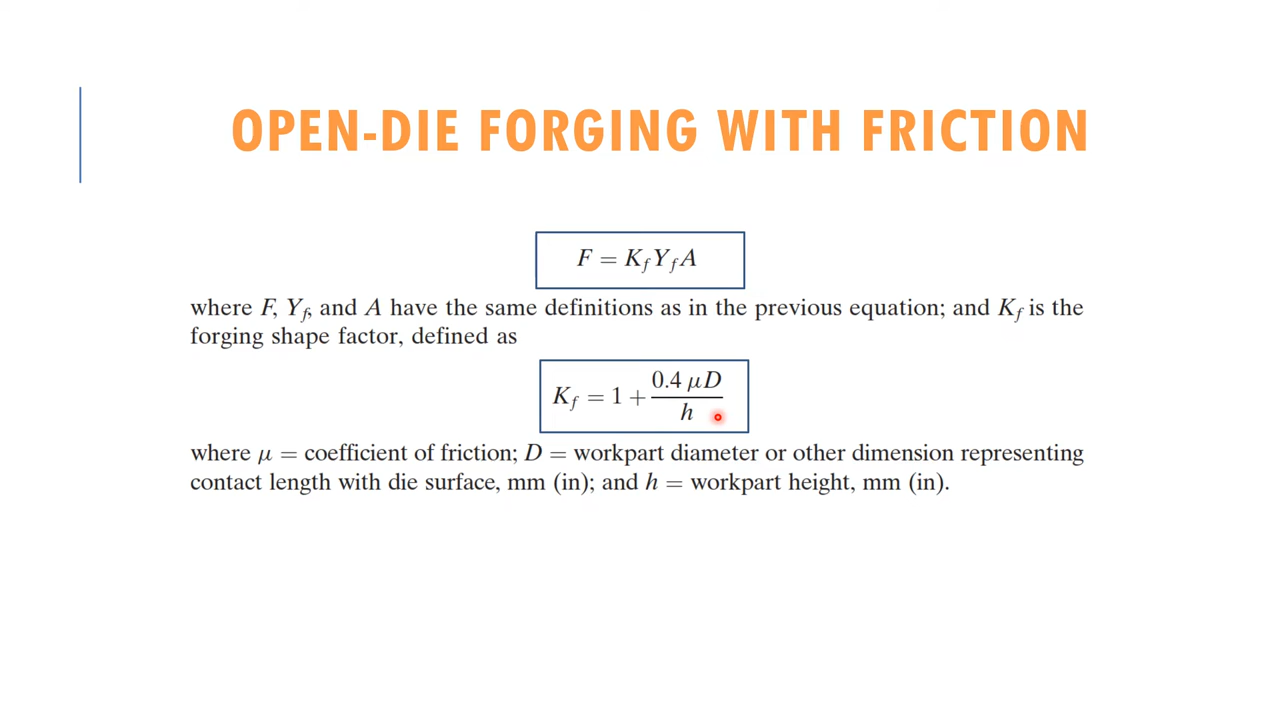 OPEN-DIE FORGING WITH FRICTION
F = K_f Y_f A
where F, Y_f, and A have the same definitions as in the previous equation; and K_f is the
forging shape factor, defined as
K_f = 1 + 0.4 μD / h
where μ = coefficient of friction; D = workpart diameter or other dimension representing
contact length with die surface, mm (in); and h = workpart height, mm (in).